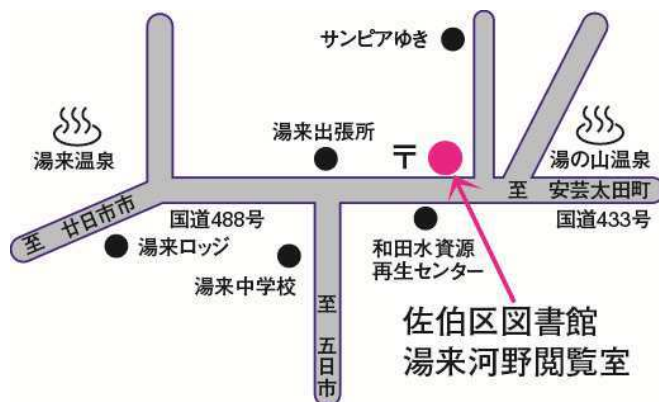 サンピアゆき
湯来温泉
湯来出張所
〒
湯の山温泉
至 廿日市市
国道488号
至 安芸太田町
国道433号
湯来ロッジ
湯来中学校
和田水資源
再生センター
至 五日市
佐伯区図書館
湯来河野閲覧室